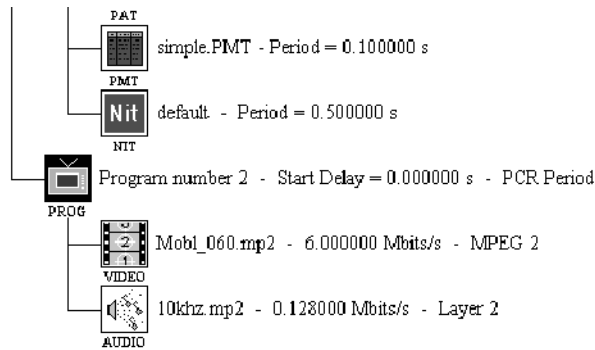 PAT
simple.PMT - Period = 0.100000 s
PMT
Nit
default - Period = 0.500000 s
NIT
Program number 2 - Start Delay = 0.000000 s - PCR Period
PROG
2
1
Mobl_060.mp2 - 6.000000 Mbits/s - MPEG 2
VIDEO
10khz.mp2 - 0.128000 Mbits/s - Layer 2
AUDIO